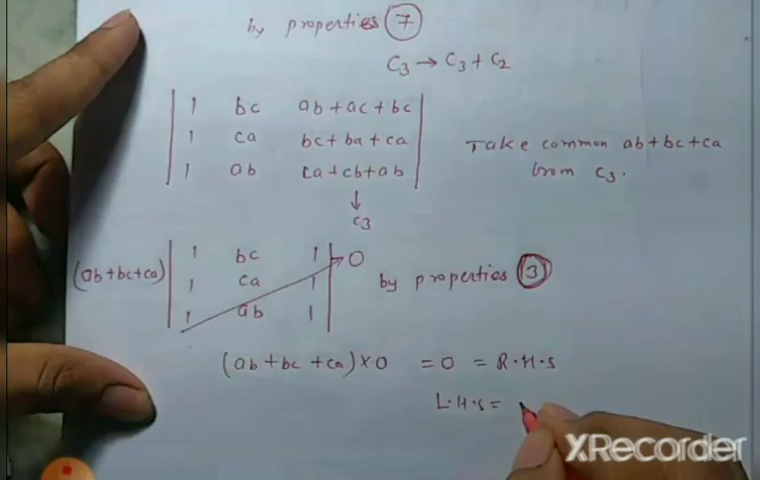 by properties 7
C3 → C3 + C2
1 bc ab+ac+bc
1 ca bc+ba+ca
1 ab ca+cb+ab
Take common ab+bc+ca
from C3.
↓
C3
(ab+bc+ca)
1 bc 1
1 ca 1
1 ab 1
0
by properties 3
(ab+bc+ca)×0 = 0 = R.H.S
L.H.S =
XRecorder